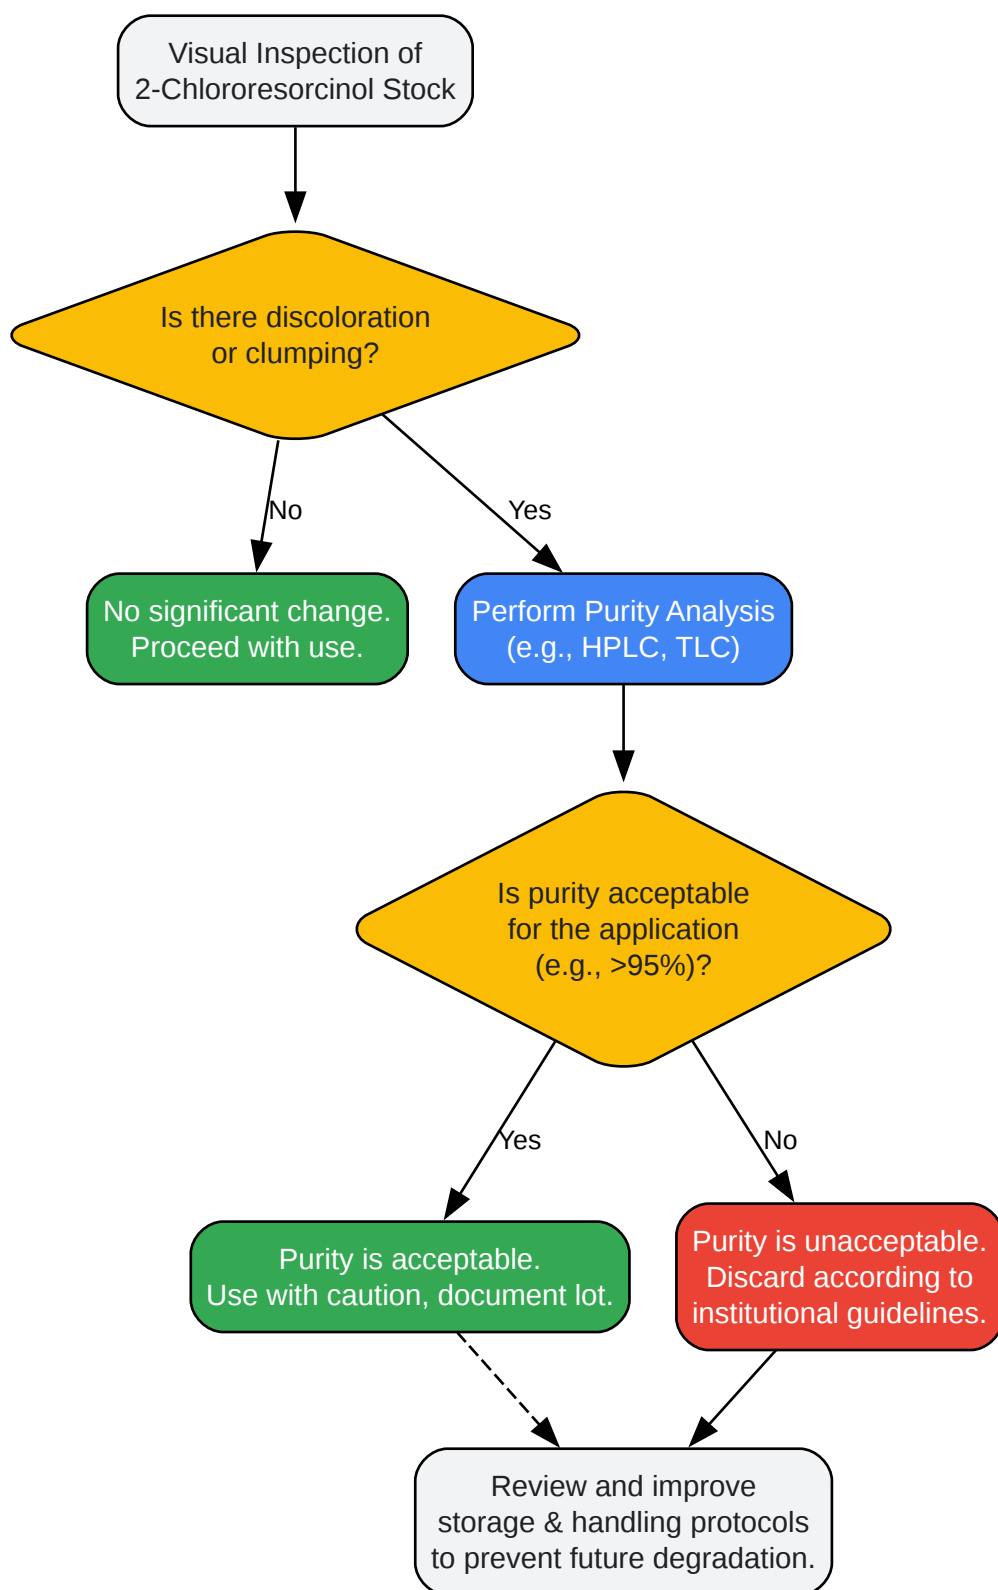 Visual Inspection of
2-Chlororesorcinol Stock
Is there discoloration
or clumping?
No
Yes
No significant change.
Proceed with use.
Perform Purity Analysis
(e.g., HPLC, TLC)
Is purity acceptable
for the application
(e.g., >95%)?
Yes
No
Purity is acceptable.
Use with caution, document lot.
Purity is unacceptable.
Discard according to
institutional guidelines.
Review and improve
storage & handling protocols
to prevent future degradation.